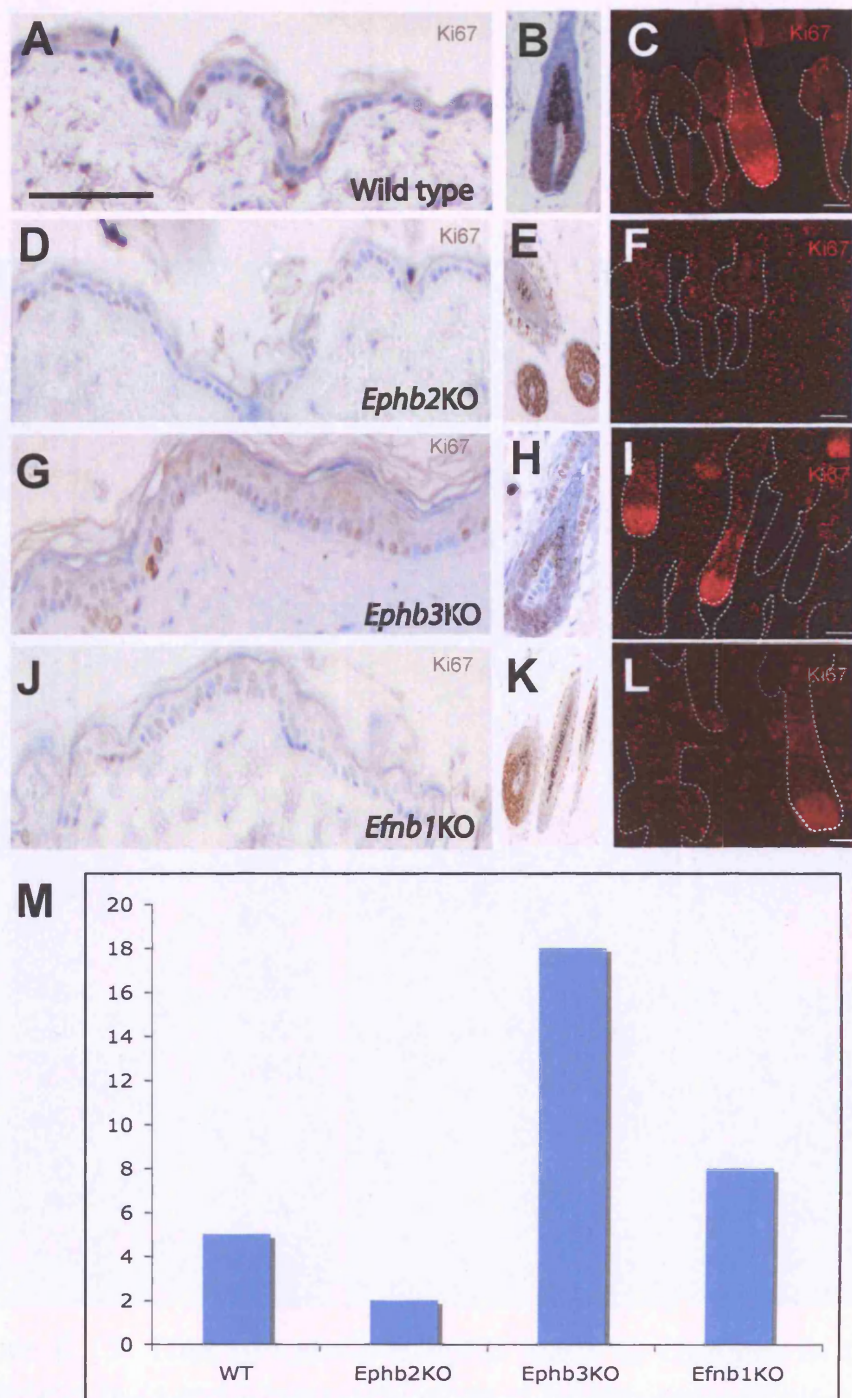 A
Ki67
Wild type
B
C
Ki67
D
Ki67
Ephb2KO
E
F
Ki67
G
Ki67
Ephb3KO
H
I
Ki67
J
Ki67
Efnb1KO
K
L
Ki67
M
20
18
16
14
12
10
8
6
4
2
0
WT
Ephb2KO
Ephb3KO
Efnb1KO